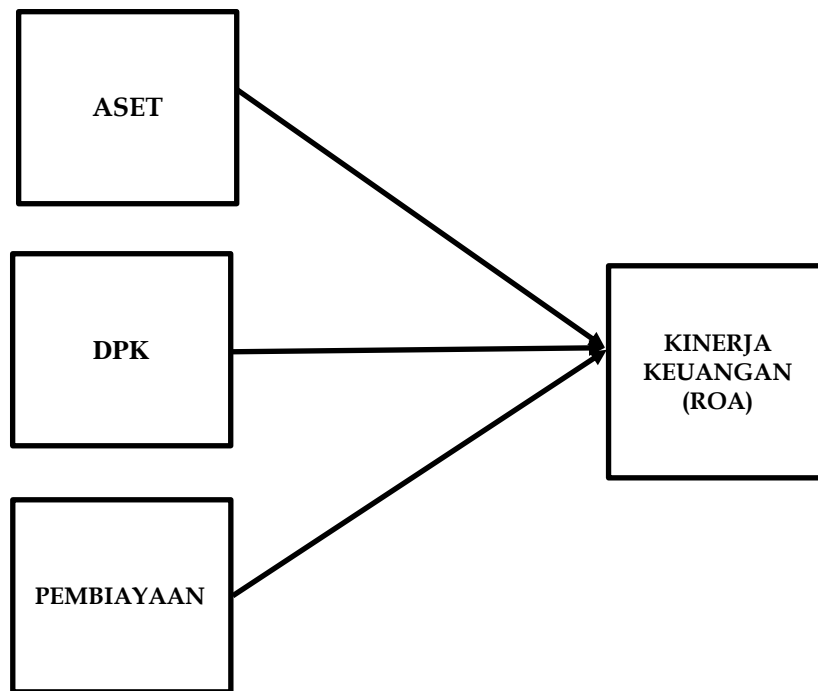 ASET
DPK
PEMBIAYAAN
KINERJA
KEUANGAN
(ROA)